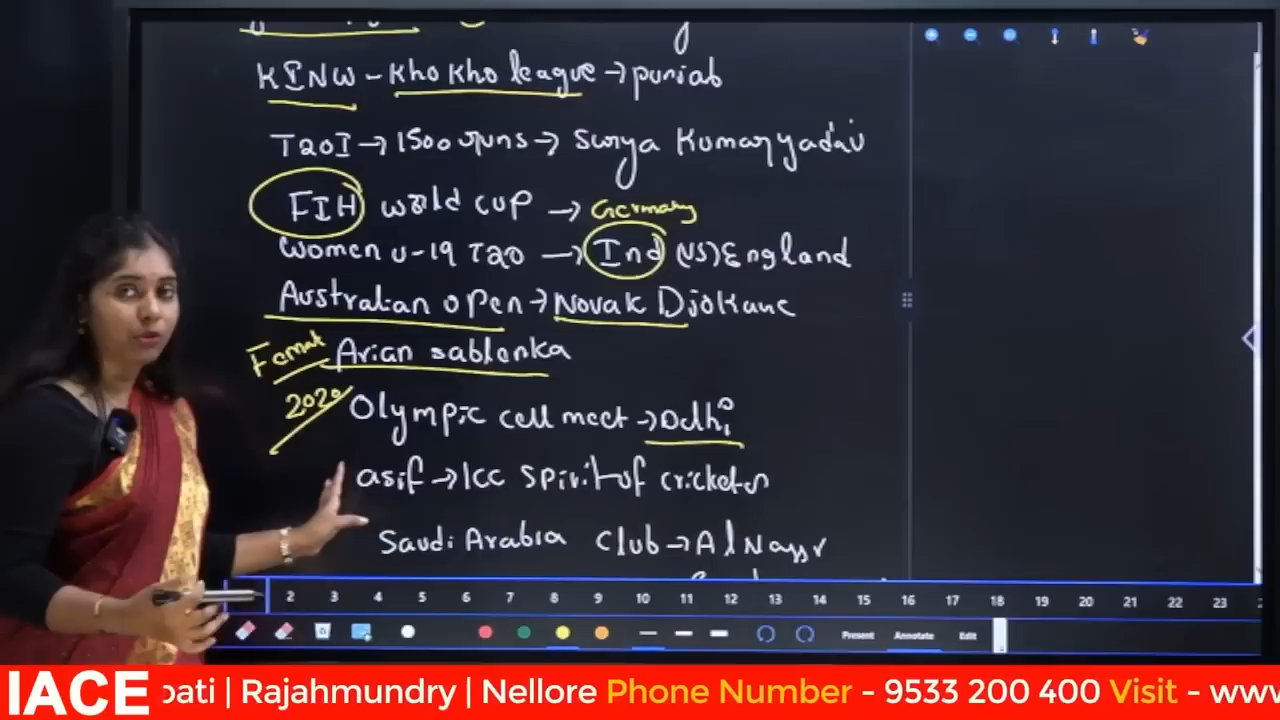 KINW - Kho Kho league → punjab
T20I → 1500 runs → Surya Kumar yadav
FIH world cup → Germany
Women U-19 T20 → Ind (VS) England
Australian open → Novak Djokanc
Female Arian sablenka
2020 Olympic cell meet → Delhi
asif → ICC Spirit of cricketer
Saudi Arabia Club → Al Nassr
2 3 4 5 6 7 8 9 10 11 12 13 14 15 16 17 18 19 20 21 22 23
Present Annotate Edit
IACE pati | Rajahmundry | Nellore Phone Number - 9533 200 400 Visit - www